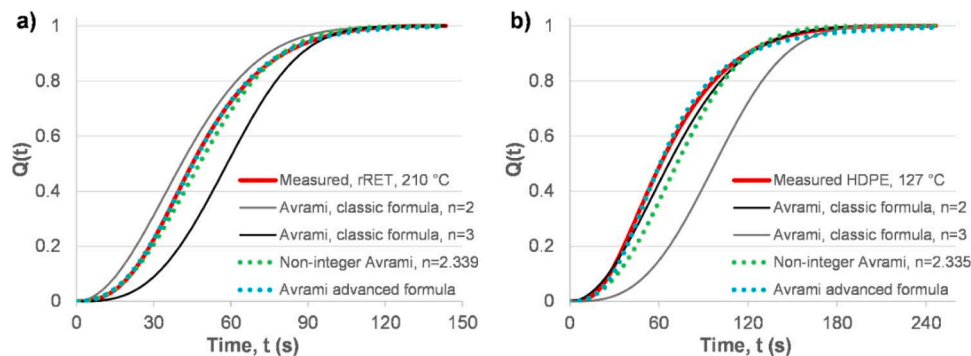 a)
Q(t)
1
0.8
0.6
0.4
0.2
0
Measured, rRET, 210 °C
Avrami, classic formula, n=2
Avrami, classic formula, n=3
Non-integer Avrami, n=2.339
Avrami advanced formula
0 30 60 90 120 150
Time, t (s)
b)
Q(t)
1
0.8
0.6
0.4
0.2
0
Measured HDPE, 127 °C
Avrami, classic formula, n=2
Avrami, classic formula, n=3
Non-integer Avrami, n=2.335
Avrami advanced formula
0 60 120 180 240
Time, t (s)